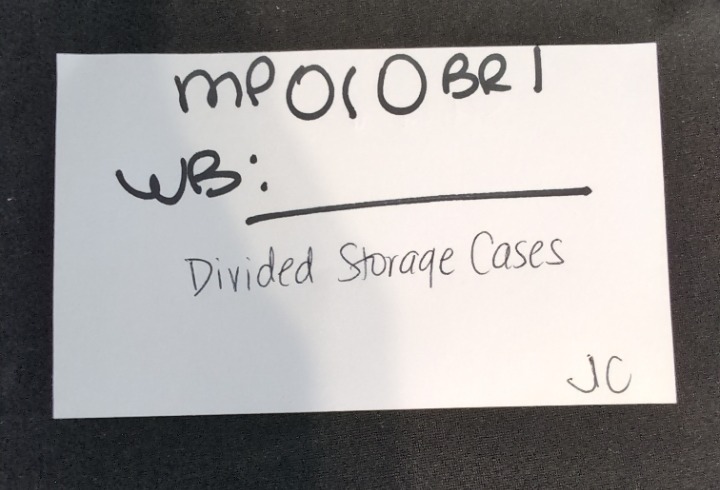 MP010BR1
WB:
Divided Storage Cases
JC